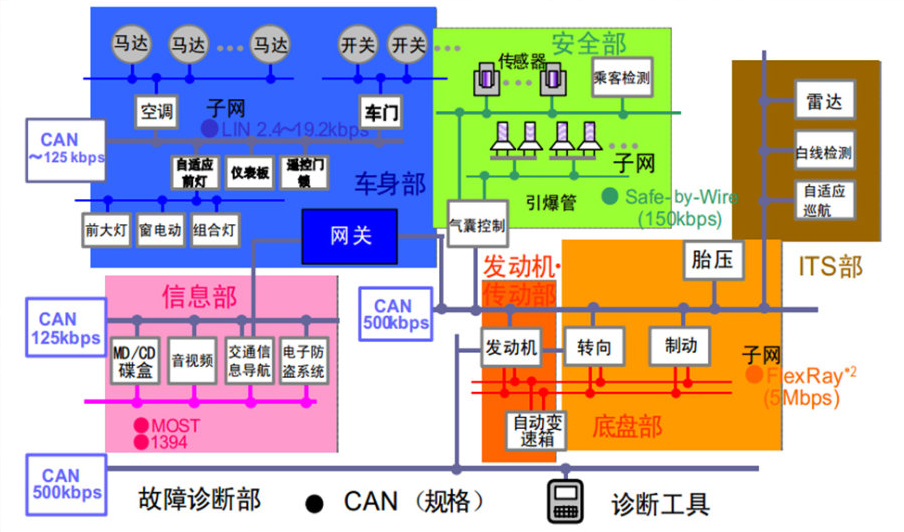 马达
马达
马达
开关
开关
安全部
传感器
乘客检测
空调
子网
LIN 2.4～19.2kbps
车门
雷达
CAN
～125 kbps
自适应
前灯
仪表板
遥控门
锁
车身部
子网
引爆管
Safe-by-Wire
(150kbps)
白线检测
自适应
巡航
前大灯
窗电动
组合灯
网关
气囊控制
发动机·
传动部
胎压
ITS部
信息部
CAN
125kbps
CAN
500kbps
MD/CD
碟盒
音视频
交通信
息导航
电子防
盗系统
发动机
转向
制动
子网
FlexRay*2
(5Mbps)
MOST
1394
自动变
速箱
底盘部
CAN
500kbps
故障诊断部
CAN（规格）
诊断工具